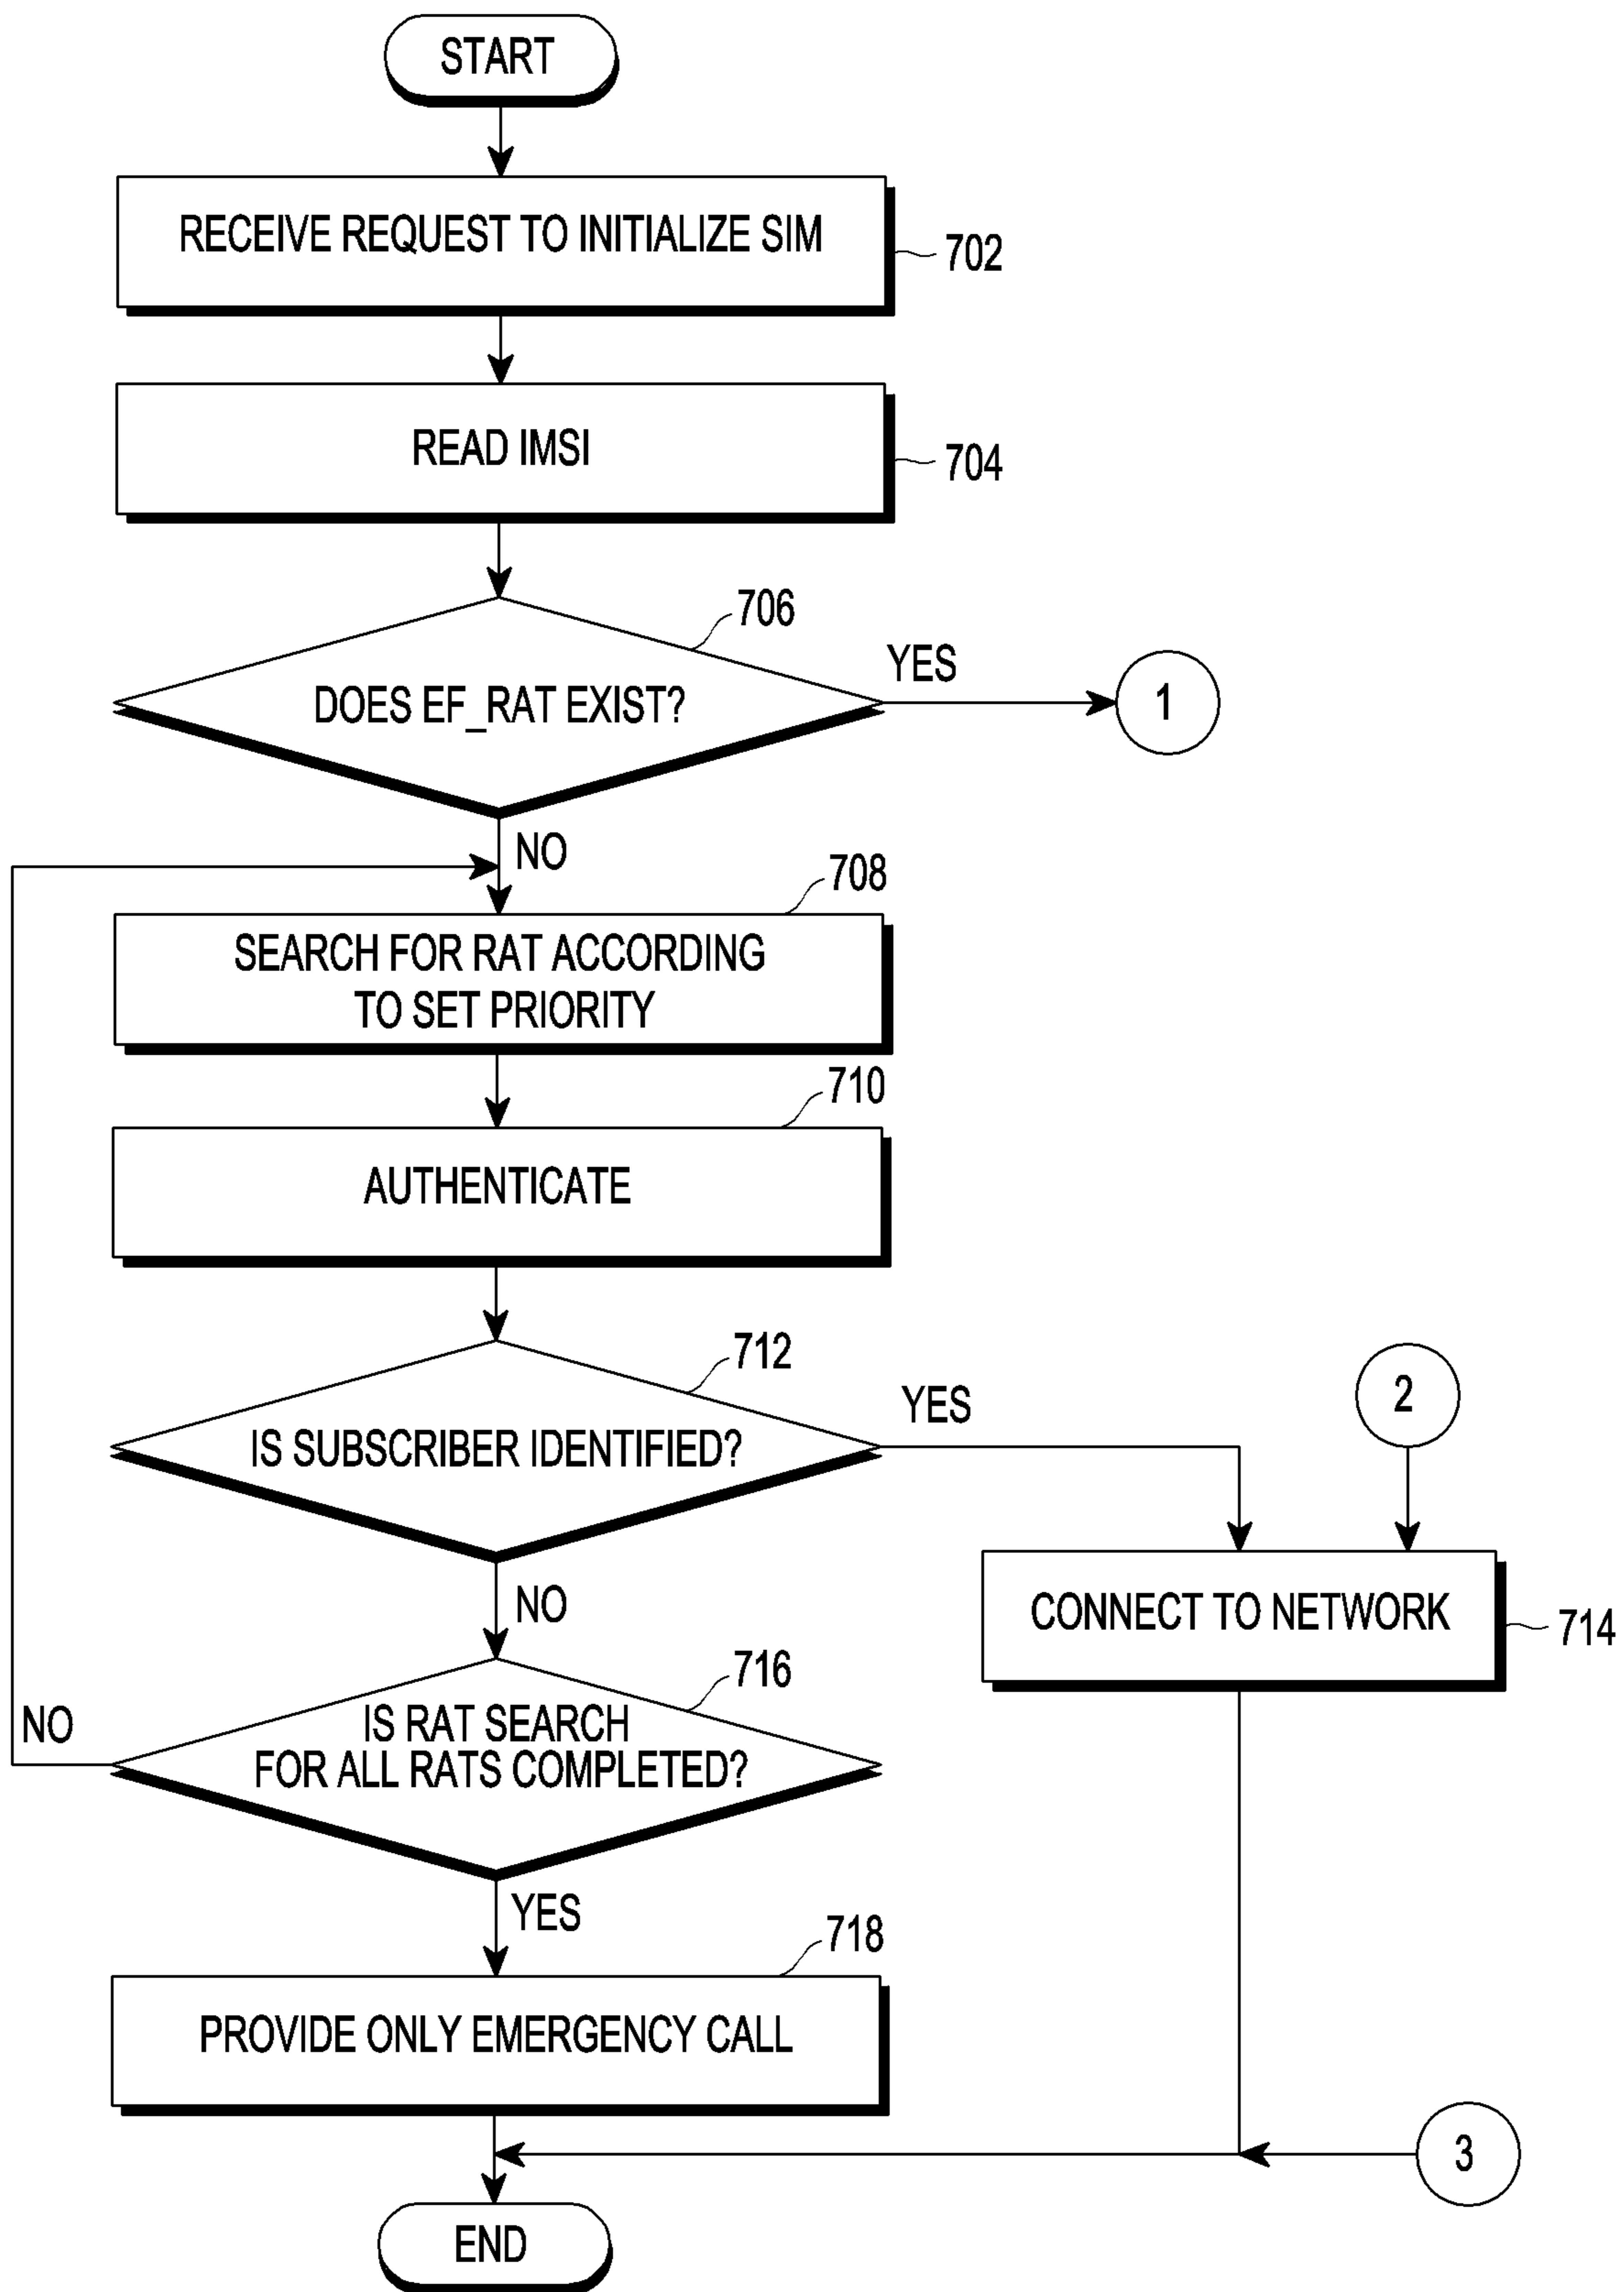 START
RECEIVE REQUEST TO INITIALIZE SIM
702
READ IMSI
704
706
DOES EF_RAT EXIST?
YES
1
NO
708
SEARCH FOR RAT ACCORDING
TO SET PRIORITY
710
AUTHENTICATE
712
IS SUBSCRIBER IDENTIFIED?
YES
2
NO
CONNECT TO NETWORK
714
716
IS RAT SEARCH
FOR ALL RATS COMPLETED?
NO
YES
718
PROVIDE ONLY EMERGENCY CALL
3
END